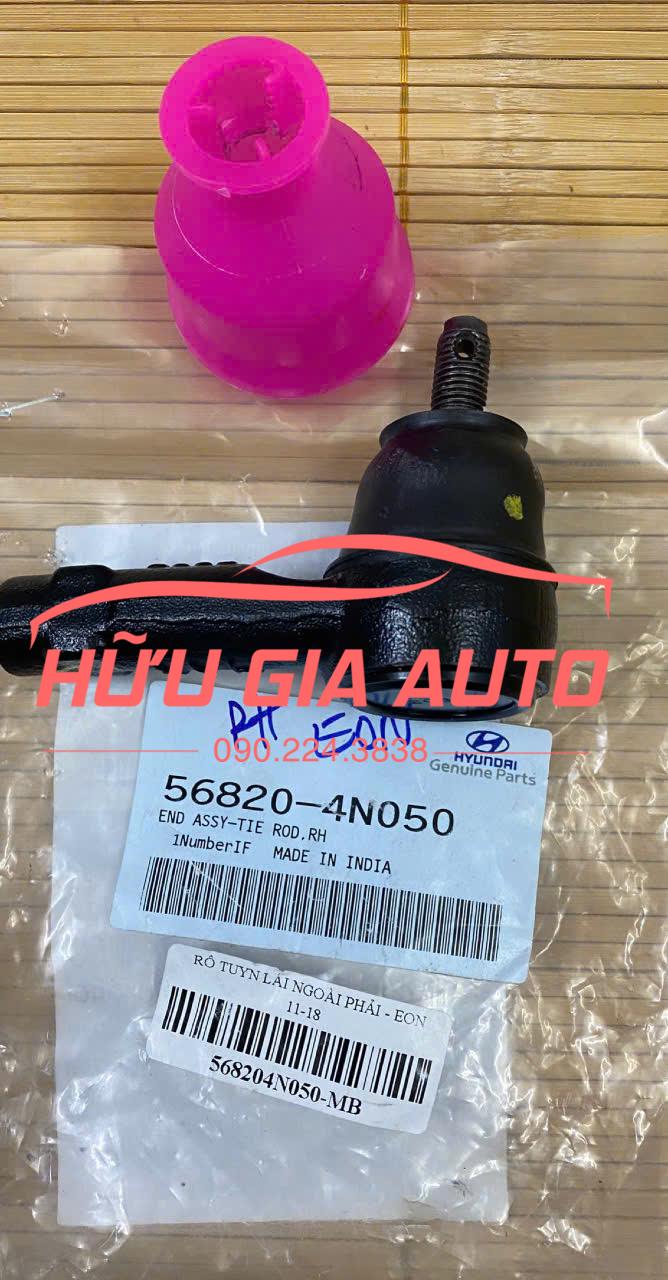 HỮU GIA AUTO
RH EON
090.224.3838
HYUNDAI
Genuine Parts
56820-4N050
END ASSY-TIE ROD,RH
1NumberIF MADE IN INDIA
RÔ TUYN LÁI NGOÀI PHẢI - EON
11-18
568204N050-MB